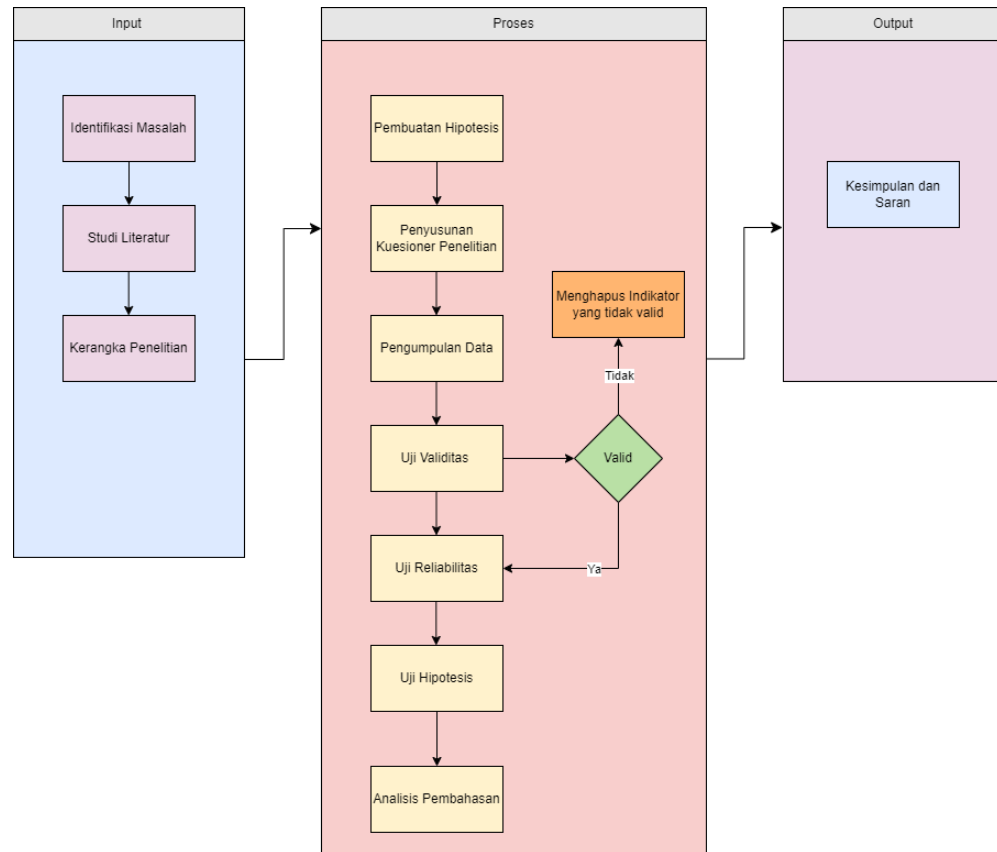 Input
Identifikasi Masalah
Studi Literatur
Kerangka Penelitian
Proses
Pembuatan Hipotesis
Penyusunan
Kuesioner Penelitian
Pengumpulan Data
Uji Validitas
Uji Reliabilitas
Uji Hipotesis
Analisis Pembahasan
Menghapus Indikator
yang tidak valid
Tidak
Valid
Ya
Output
Kesimpulan dan
Saran